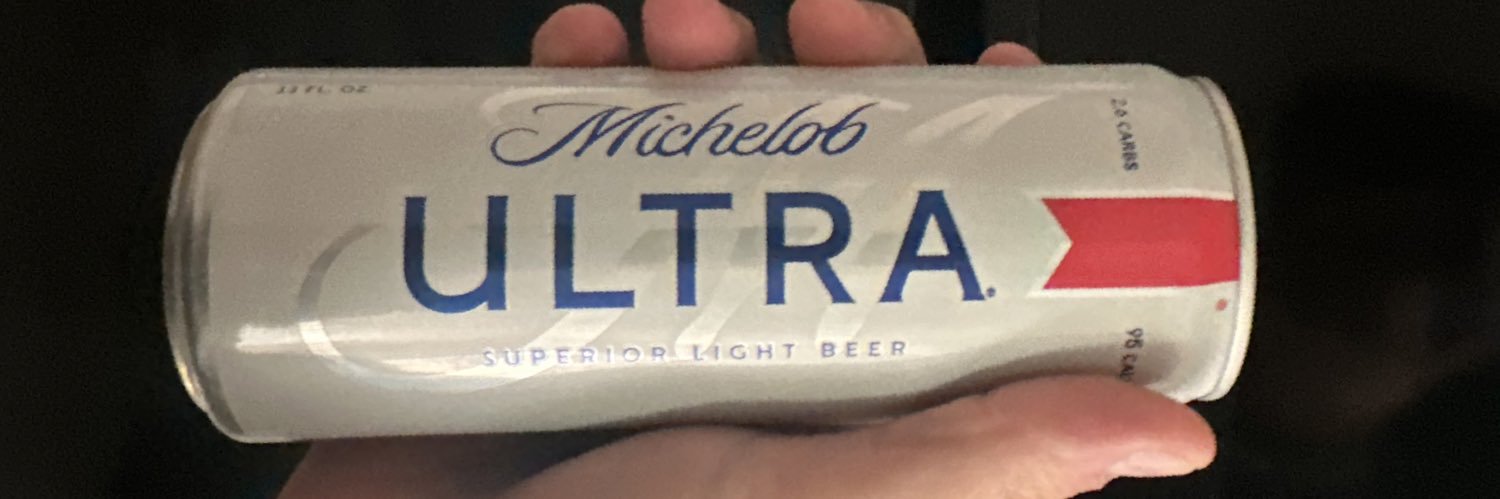 Michelob
ULTRA
SUPERIOR LIGHT BEER
2.6 CARBS
95